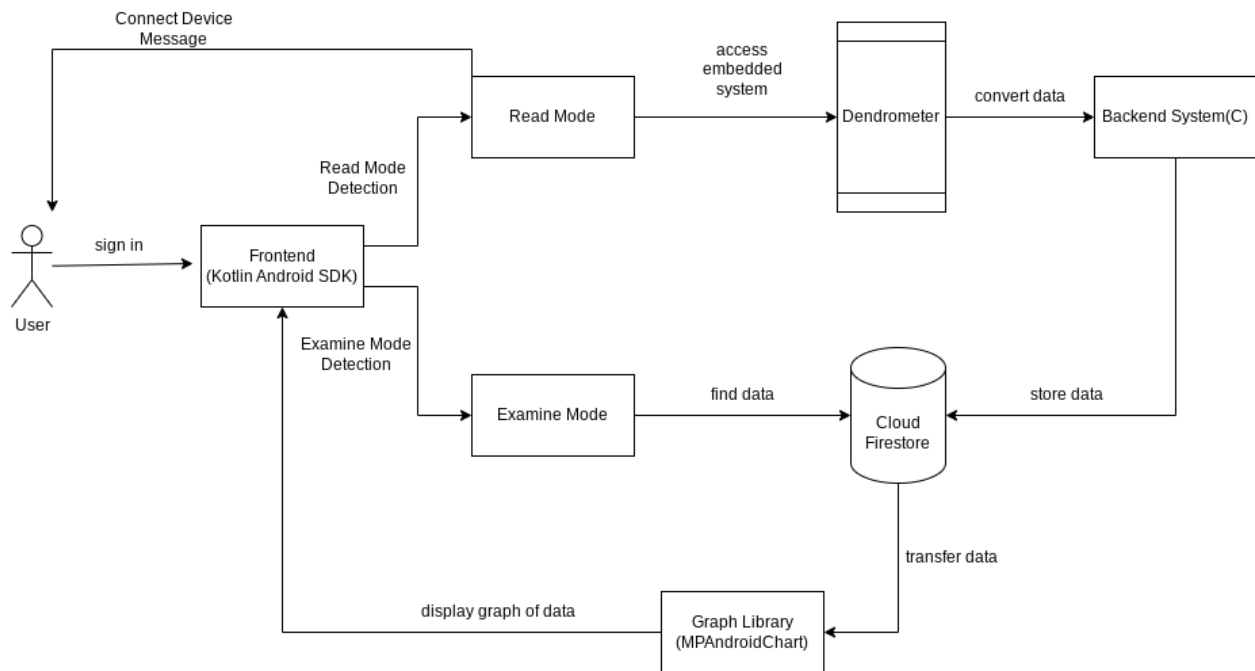 Connect Device
Message
access
embedded
system
convert data
Read Mode
Dendrometer
Backend System(C)
Read Mode
Detection
sign in
Frontend
(Kotlin Android SDK)
User
Examine Mode
Detection
Examine Mode
find data
Cloud
Firestore
store data
transfer data
display graph of data
Graph Library
(MPAndroidChart)